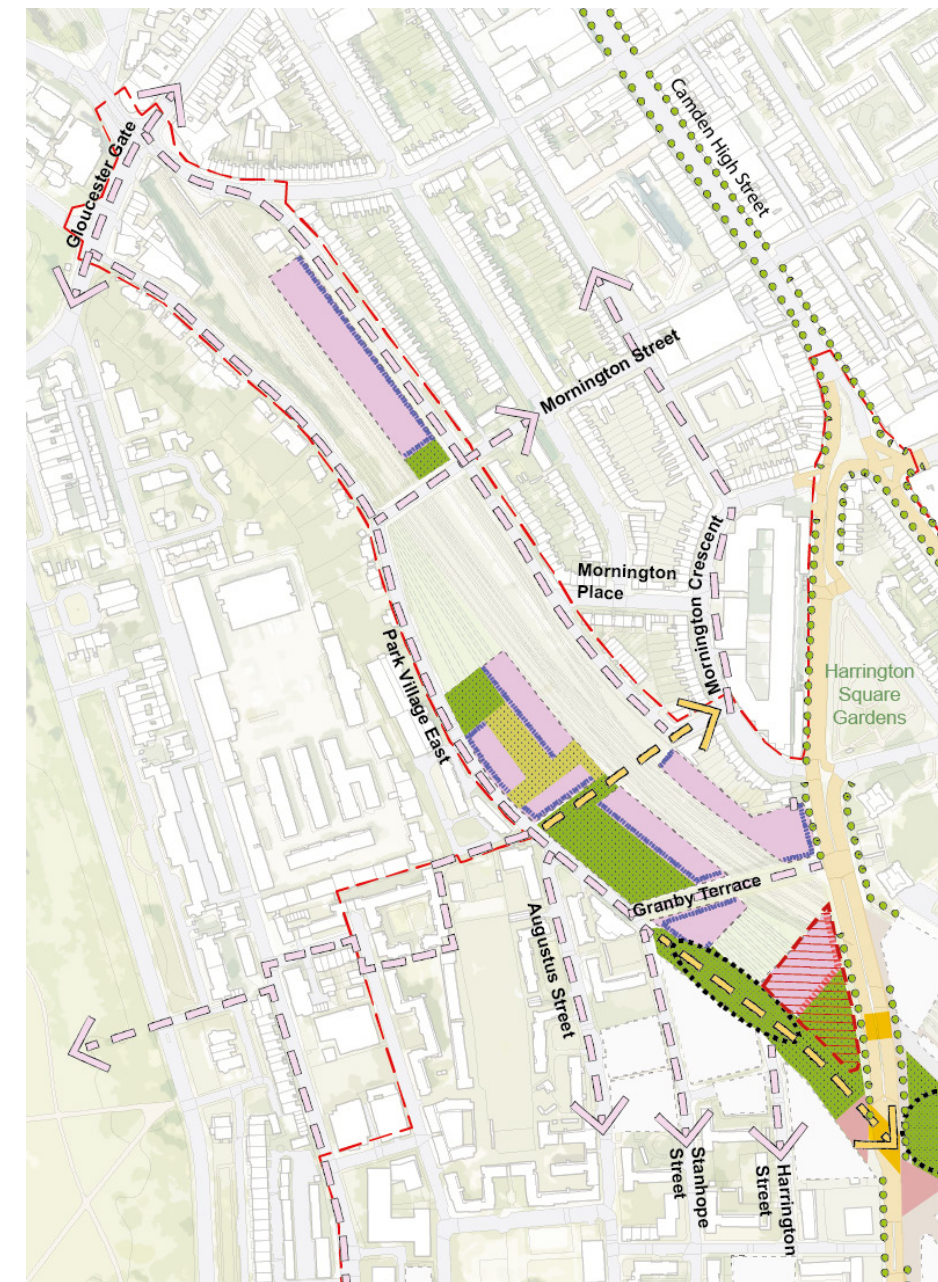 Camden High Street
Gloucester Gate
Mornington Street
Mornington
Place
Mornington Crescent
Harrington
Square
Gardens
Park Village East
Granby Terrace
Augustus Street
Stanhope
Street
Harrington
Street